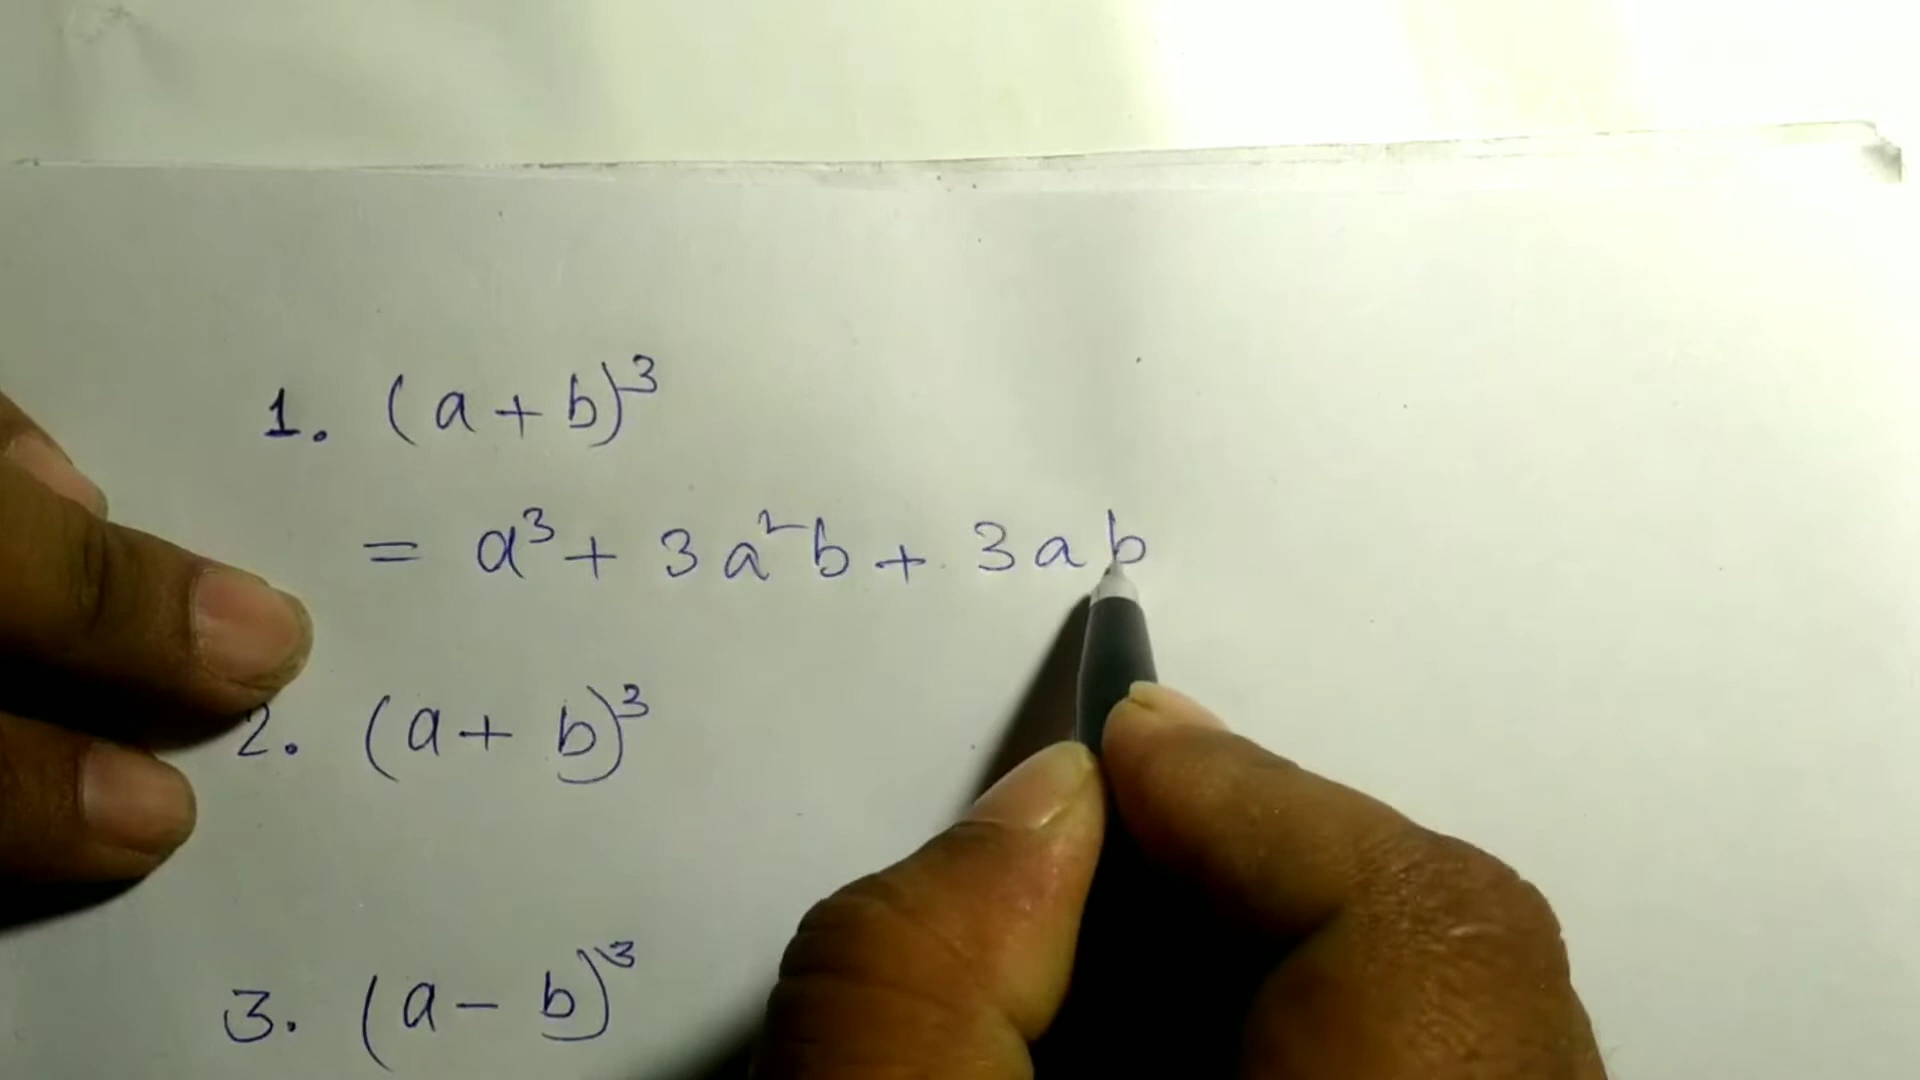 1. (a + b)³
= a³ + 3a²b + 3ab
2. (a + b)³
3. (a - b)³